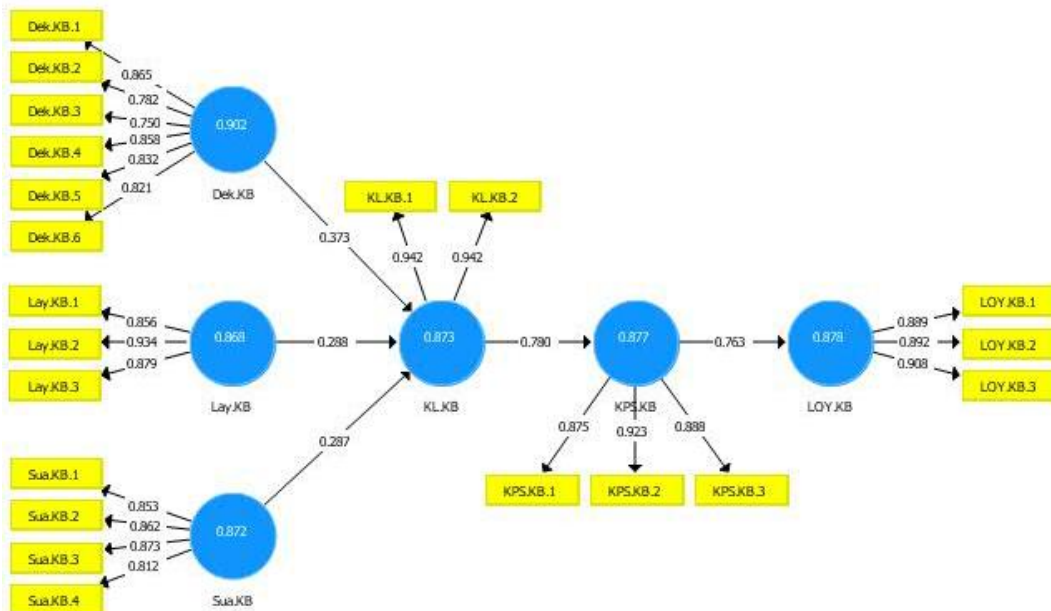 Dek.KB.1
Dek.KB.2
Dek.KB.3
Dek.KB.4
Dek.KB.5
Dek.KB.6
0.865
0.782
0.750
0.858
0.832
0.821
0.902
Dek.KB
0.373
KL.KB.1
KL.KB.2
0.942
0.942
Lay.KB.1
Lay.KB.2
Lay.KB.3
0.856
0.934
0.879
0.868
Lay.KB
0.288
0.873
KL.KB
0.780
0.877
KPS.KB
0.763
0.878
LOY.KB
0.889
0.892
0.908
LOY.KB.1
LOY.KB.2
LOY.KB.3
0.875
0.923
0.888
KPS.KB.1
KPS.KB.2
KPS.KB.3
0.287
Sua.KB.1
Sua.KB.2
Sua.KB.3
Sua.KB.4
0.853
0.862
0.873
0.812
0.872
Sua.KB